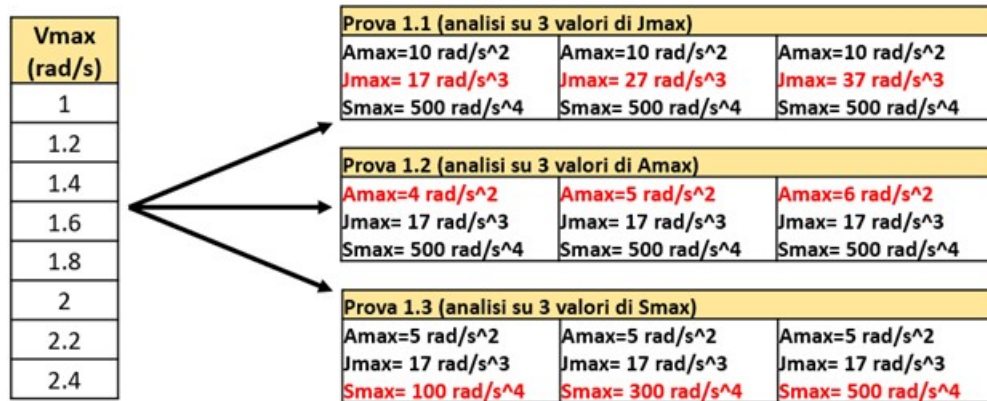 Vmax
(rad/s)
1
1.2
1.4
1.6
1.8
2
2.2
2.4
Prova 1.1 (analisi su 3 valori di Jmax)
Amax=10 rad/s^2 Amax=10 rad/s^2 Amax=10 rad/s^2
Jmax= 17 rad/s^3 Jmax= 27 rad/s^3 Jmax= 37 rad/s^3
Smax= 500 rad/s^4 Smax= 500 rad/s^4 Smax= 500 rad/s^4
Prova 1.2 (analisi su 3 valori di Amax)
Amax=4 rad/s^2 Amax=5 rad/s^2 Amax=6 rad/s^2
Jmax= 17 rad/s^3 Jmax= 17 rad/s^3 Jmax= 17 rad/s^3
Smax= 500 rad/s^4 Smax= 500 rad/s^4 Smax= 500 rad/s^4
Prova 1.3 (analisi su 3 valori di Smax)
Amax=5 rad/s^2 Amax=5 rad/s^2 Amax=5 rad/s^2
Jmax= 17 rad/s^3 Jmax= 17 rad/s^3 Jmax= 17 rad/s^3
Smax= 100 rad/s^4 Smax= 300 rad/s^4 Smax= 500 rad/s^4